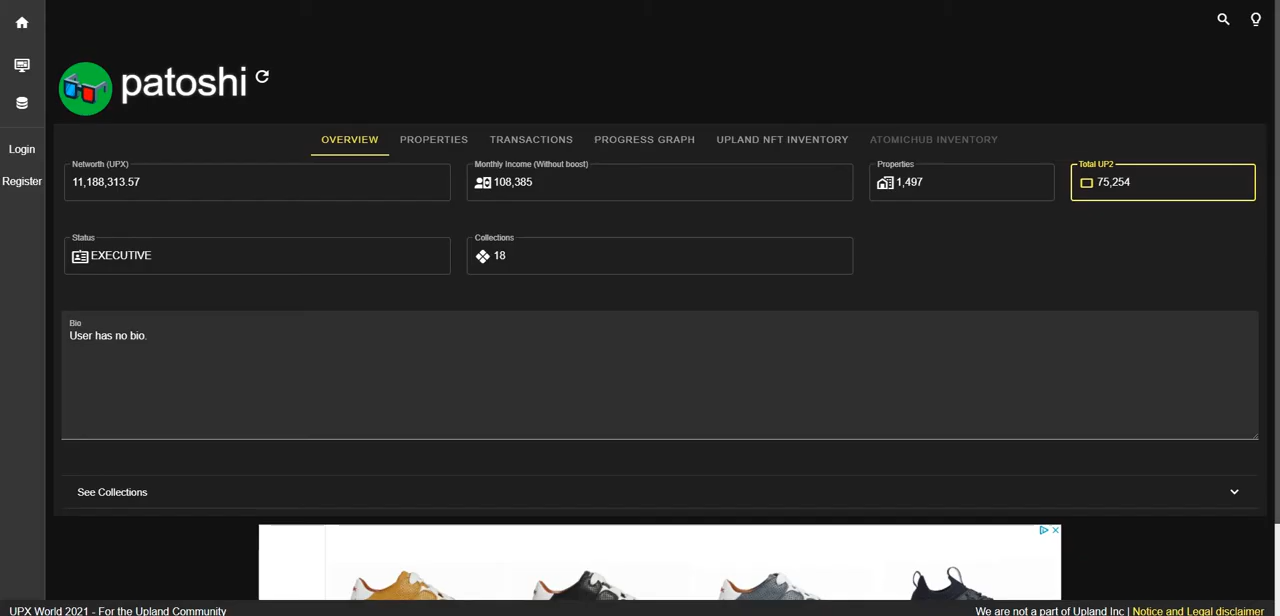 patoshi
Login
Register
OVERVIEW PROPERTIES TRANSACTIONS PROGRESS GRAPH UPLAND NFT INVENTORY ATOMICHUB INVENTORY
Networth (UPX) Monthly Income (Without boost) Properties Total UP2
11,188,313.57 108,385 1,497 75,254
Status Collections
EXECUTIVE 18
Bio
User has no bio.
See Collections
UPX World 2021 - For the Upland Community We are not a part of Upland Inc | Notice and Legal disclaimer